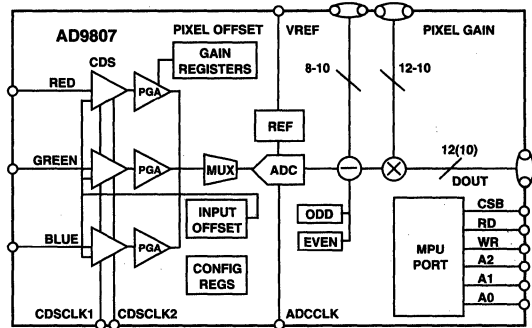 AD9807
PIXEL OFFSET
VREF
PIXEL GAIN
CDS
GAIN
REGISTERS
8-10
12-10
RED
PGA
REF
GREEN
PGA
MUX
ADC
12(10)
DOUT
INPUT
OFFSET
ODD
EVEN
BLUE
PGA
CONFIG
REGS
MPU
PORT
CSB
RD
WR
A2
A1
A0
CDSCLK1
CDSCLK2
ADCCLK